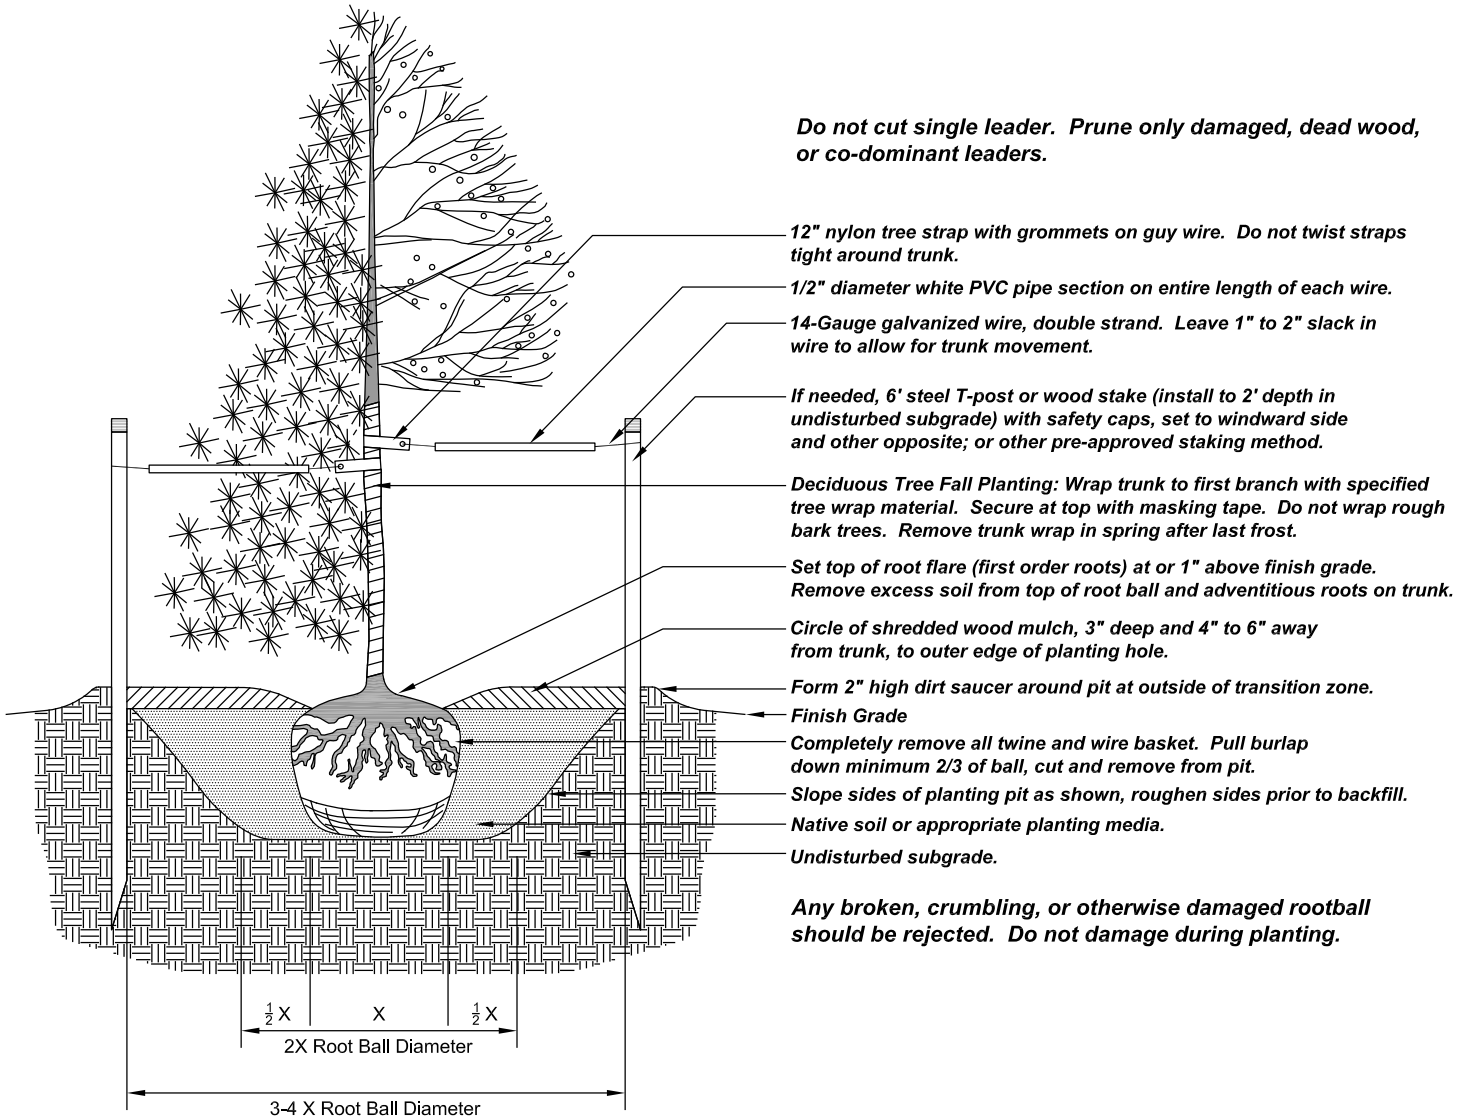 Do not cut single leader.  Prune only damaged, dead wood,
or co-dominant leaders.
12" nylon tree strap with grommets on guy wire.  Do not twist straps
tight around trunk.
1/2" diameter white PVC pipe section on entire length of each wire.
14-Gauge galvanized wire, double strand.  Leave 1" to 2" slack in
wire to allow for trunk movement.
If needed, 6' steel T-post or wood stake (install to 2' depth in
undisturbed subgrade) with safety caps, set to windward side
and other opposite; or other pre-approved staking method.
Deciduous Tree Fall Planting: Wrap trunk to first branch with specified
tree wrap material.  Secure at top with masking tape.  Do not wrap rough
bark trees.  Remove trunk wrap in spring after last frost.
Set top of root flare (first order roots) at or 1" above finish grade.
Remove excess soil from top of root ball and adventitious roots on trunk.
Circle of shredded wood mulch, 3" deep and 4" to 6" away
from trunk, to outer edge of planting hole.
Form 2" high dirt saucer around pit at outside of transition zone.
Finish Grade
Completely remove all twine and wire basket.  Pull burlap
down minimum 2/3 of ball, cut and remove from pit.
Slope sides of planting pit as shown, roughen sides prior to backfill.
Native soil or appropriate planting media.
Undisturbed subgrade.
Any broken, crumbling, or otherwise damaged rootball
should be rejected.  Do not damage during planting.
1/2 X
X
1/2 X
2X Root Ball Diameter
3-4 X Root Ball Diameter